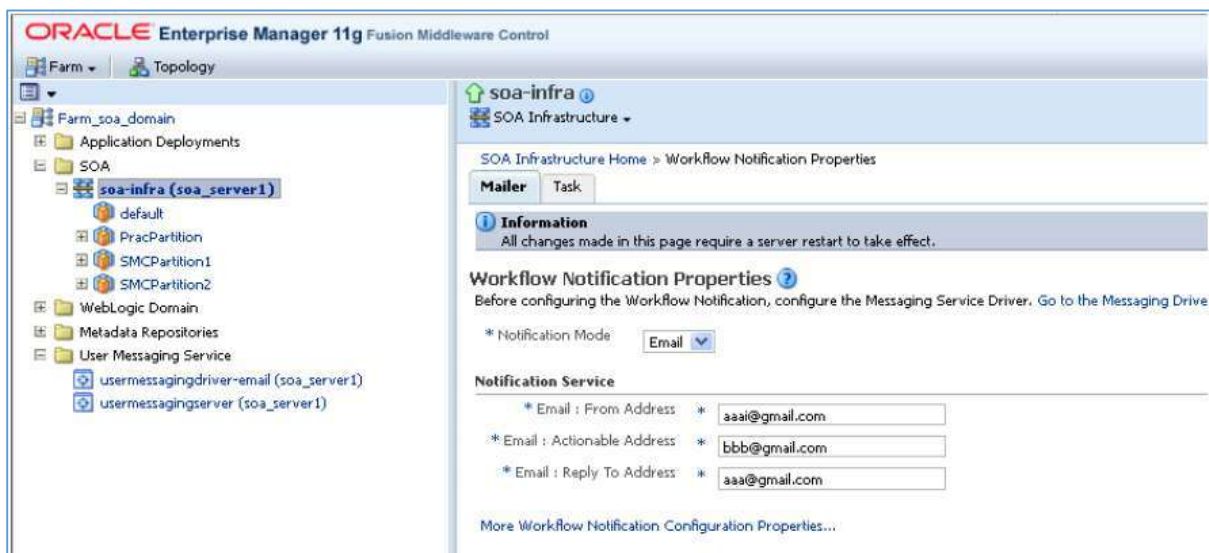 ORACLE Enterprise Manager 11g Fusion Middleware Control
Farm Topology
Farm_soa_domain
Application Deployments
SOA
soa-infra (soa_server1)
default
PracPartition
SMCPartition1
SMCPartition2
WebLogic Domain
Metadata Repositories
User Messaging Service
usermessagingdriver-email (soa_server1)
usermessagingserver (soa_server1)
soa-infra
SOA Infrastructure
SOA Infrastructure Home > Workflow Notification Properties
Mailer Task
Information
All changes made in this page require a server restart to take effect.
Workflow Notification Properties
Before configuring the Workflow Notification, configure the Messaging Service Driver. Go to the Messaging Drive
* Notification Mode Email
Notification Service
* Email : From Address * aaai@gmail.com
* Email : Actionable Address * bbb@gmail.com
* Email : Reply To Address * aaa@gmail.com
More Workflow Notification Configuration Properties...